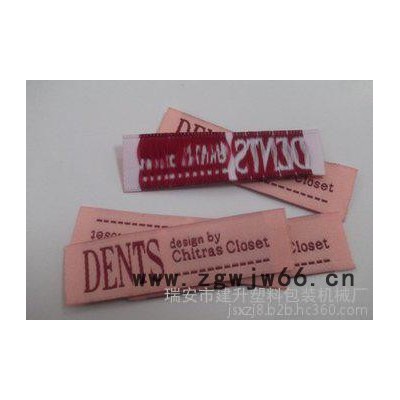 DENTS
Closet
DENTS
DENTS design by
Chitras Closet
www.zgwjw66.cn
瑞安市建升塑料包装机械厂
jsxzj8.b2b.hc360.com